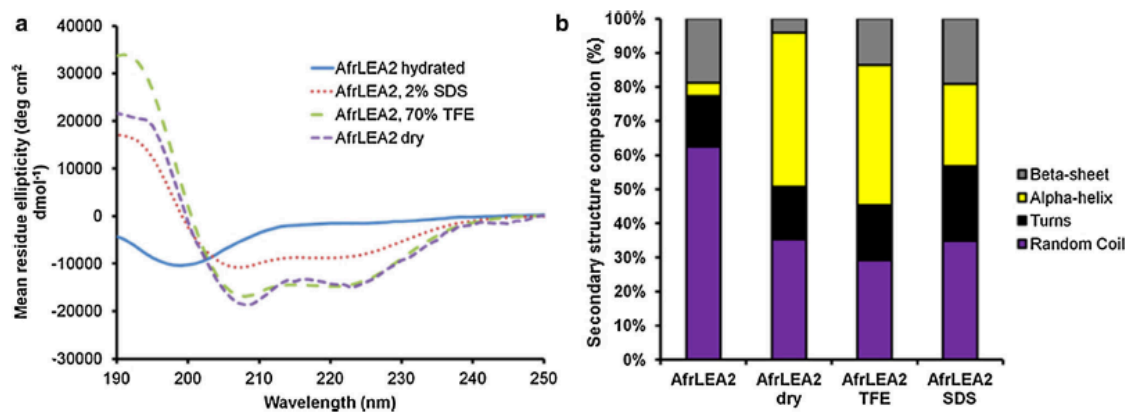 a
Mean residue ellipticity (deg cm²
dmol⁻¹)
40000
30000
20000
10000
0
-10000
-20000
-30000
190 200 210 220 230 240 250
Wavelength (nm)
AfrLEA2 hydrated
AfrLEA2, 2% SDS
AfrLEA2, 70% TFE
AfrLEA2 dry
b
Secondary structure composition (%)
100%
90%
80%
70%
60%
50%
40%
30%
20%
10%
0%
AfrLEA2 AfrLEA2 AfrLEA2 AfrLEA2
dry TFE SDS
Beta-sheet
Alpha-helix
Turns
Random Coil